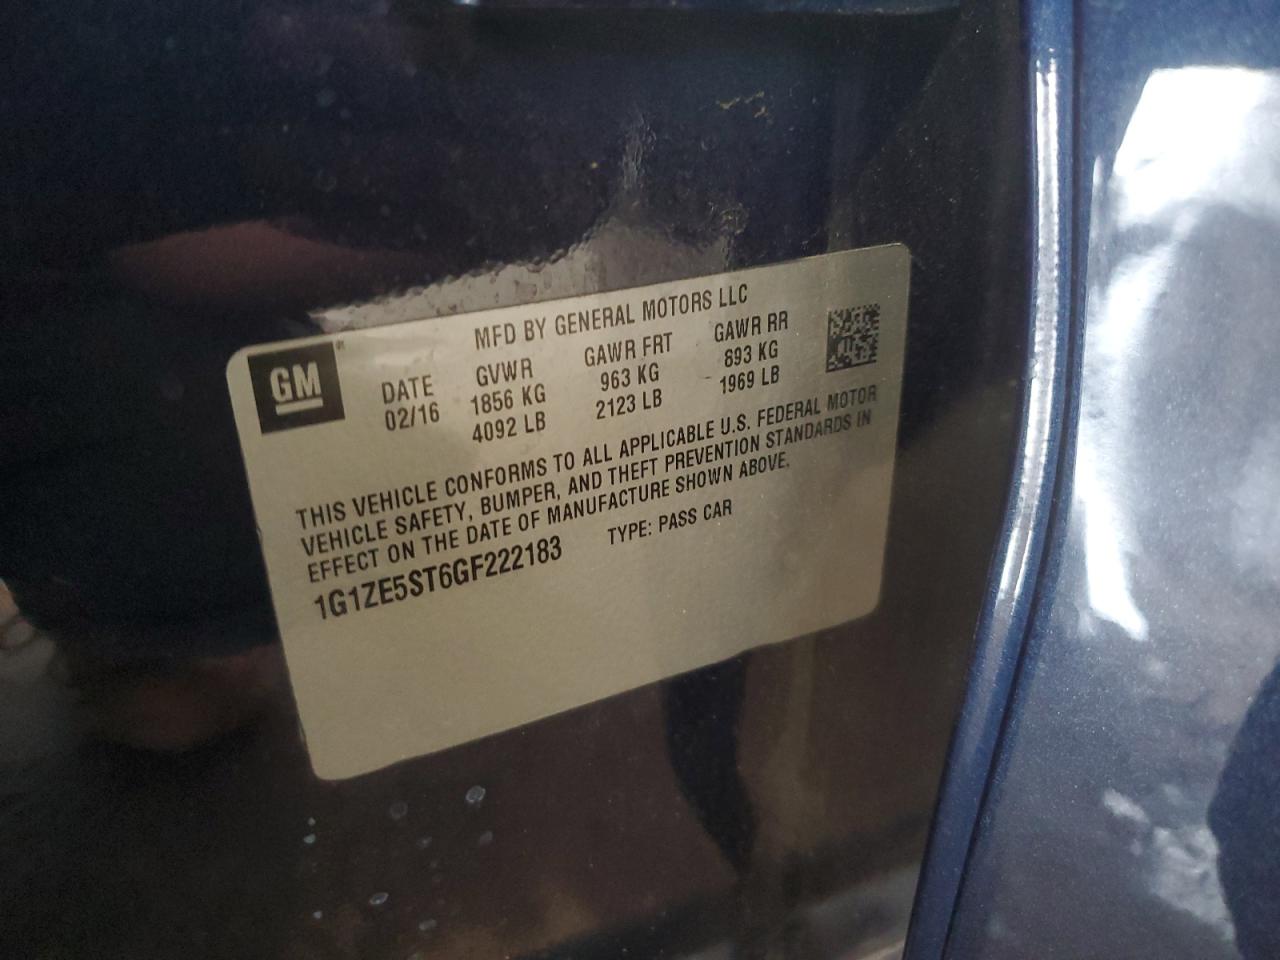 MFD BY GENERAL MOTORS LLC
GM
DATE GVWR GAWR FRT GAWR RR
02/16 1856 KG 963 KG 893 KG
4092 LB 2123 LB 1969 LB
THIS VEHICLE CONFORMS TO ALL APPLICABLE U.S. FEDERAL MOTOR
VEHICLE SAFETY, BUMPER, AND THEFT PREVENTION STANDARDS IN
EFFECT ON THE DATE OF MANUFACTURE SHOWN ABOVE.
1G1ZE5ST6GF222183 TYPE: PASS CAR